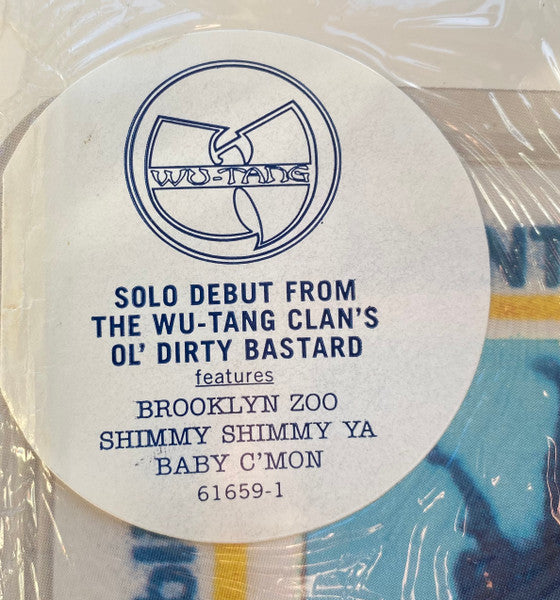 WU-TANG
SOLO DEBUT FROM
THE WU-TANG CLAN'S
OL' DIRTY BASTARD
features
BROOKLYN ZOO
SHIMMY SHIMMY YA
BABY C'MON
61659-1